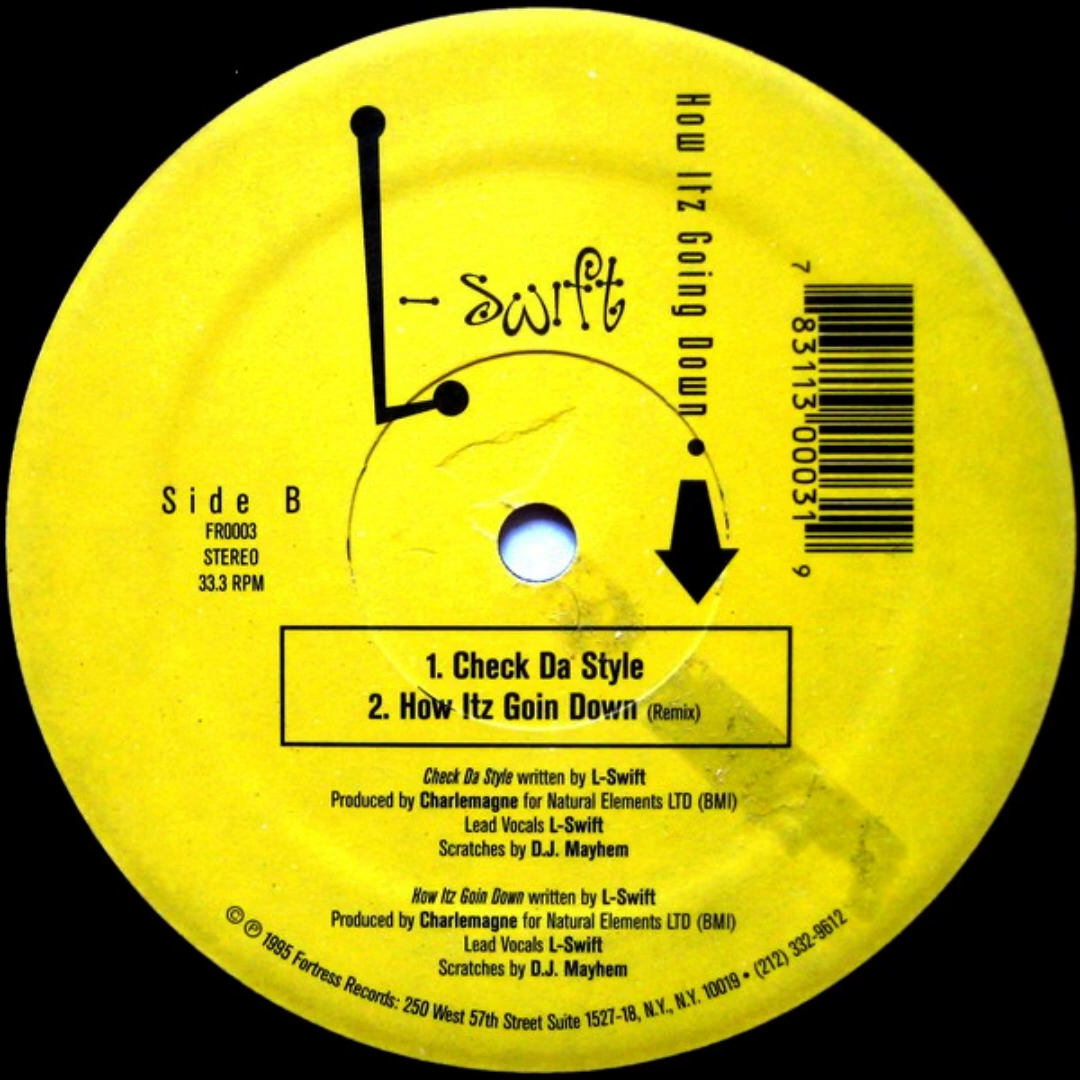 L - Swift
How Itz Going Down
7 83113 00031 9
Side B
FR0003
STEREO
33.3 RPM
1. Check Da Style
2. How Itz Goin Down (Remix)
Check Da Style written by L-Swift
Produced by Charlemagne for Natural Elements LTD (BMI)
Lead Vocals L-Swift
Scratches by D.J. Mayhem
How Itz Goin Down written by L-Swift
Produced by Charlemagne for Natural Elements LTD (BMI)
Lead Vocals L-Swift
Scratches by D.J. Mayhem
© ℗ 1995 Fortress Records: 250 West 57th Street Suite 1527-18, N.Y., N.Y. 10019 • (212) 332-9612